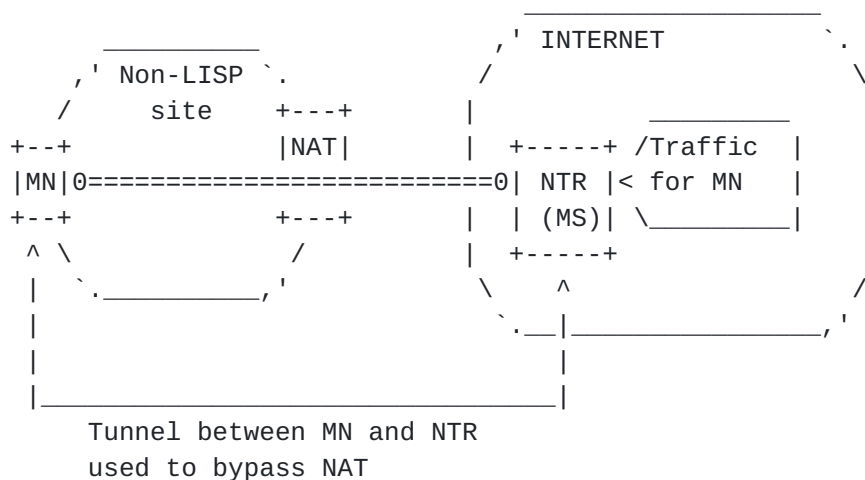 INTERNET
Non-LISP
site
NAT
Traffic
MN NTR for MN
(MS)
Tunnel between MN and NTR
used to bypass NAT